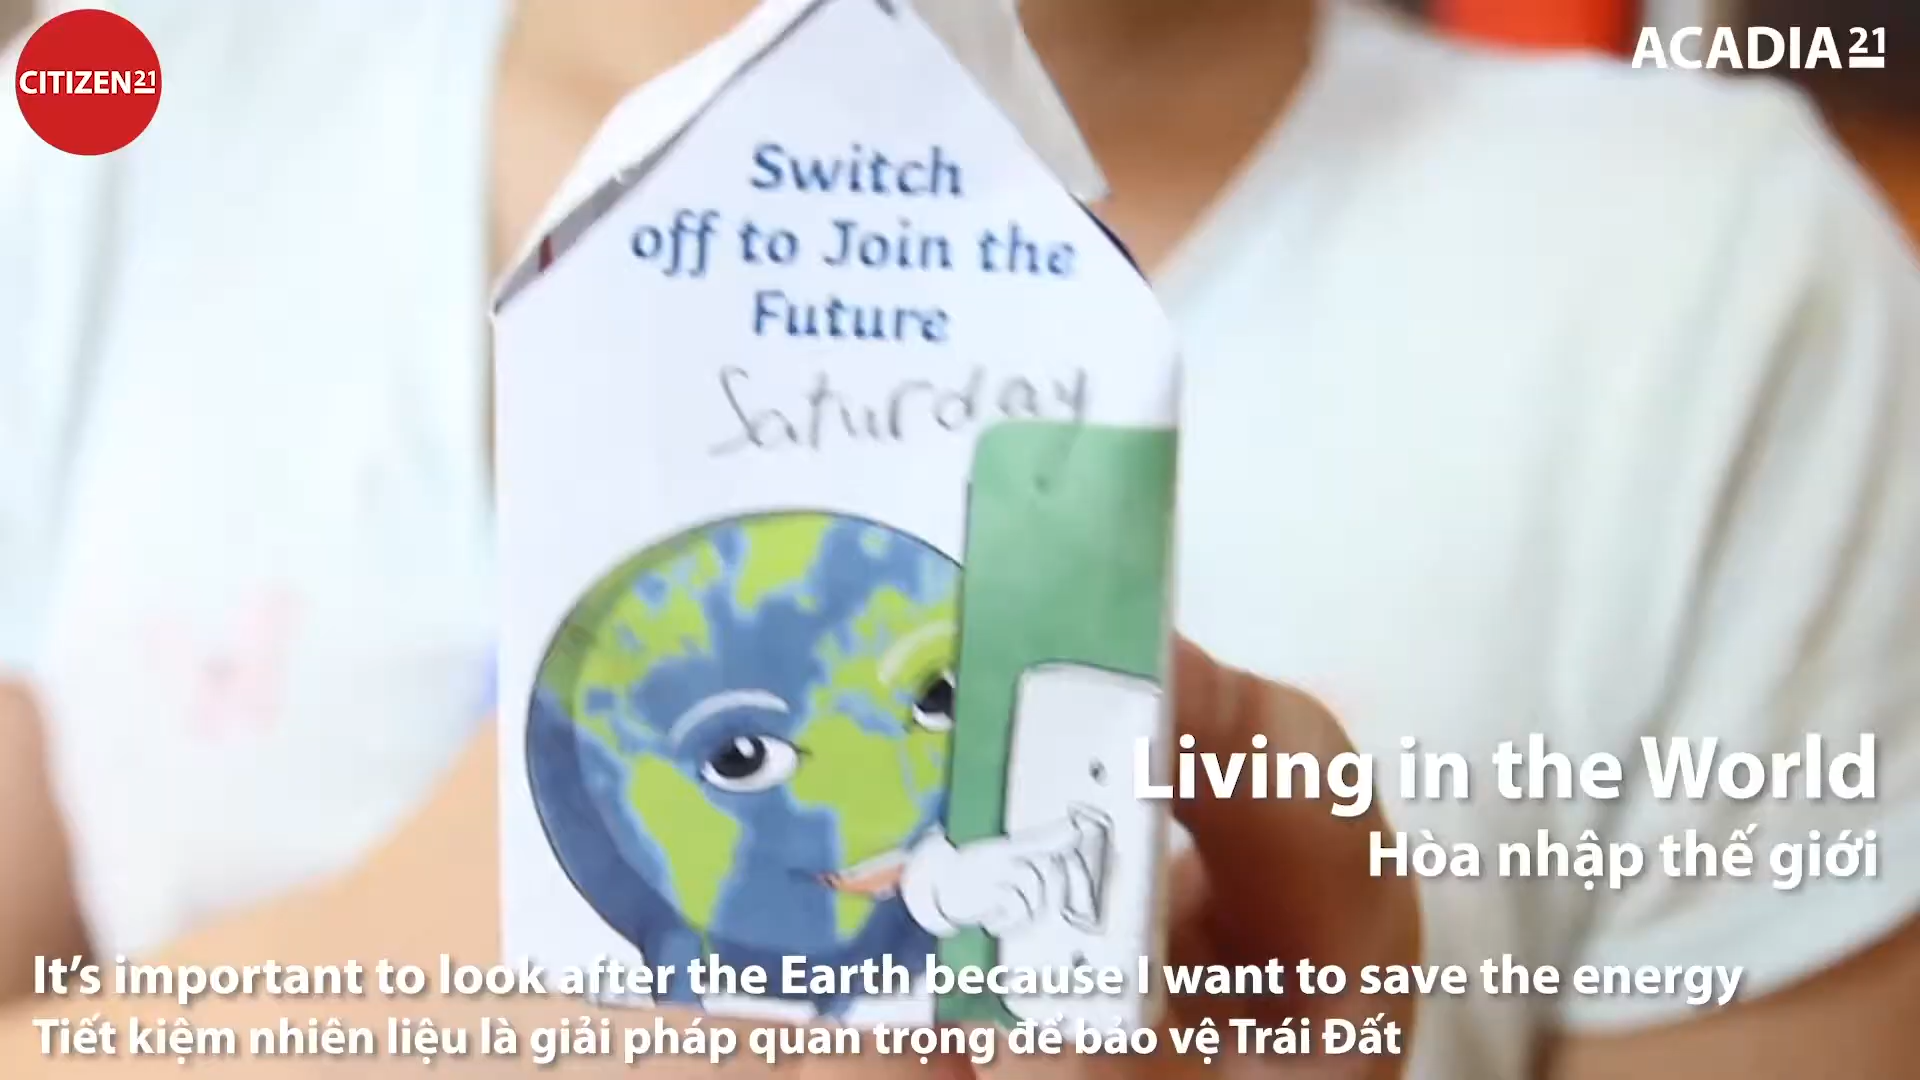 CITIZEN21
ACADIA21
Switch
off to Join the
Future
Saturday
Living in the World
Hòa nhập thế giới
It's important to look after the Earth because I want to save the energy
Tiết kiệm nhiên liệu là giải pháp quan trọng để bảo vệ Trái Đất